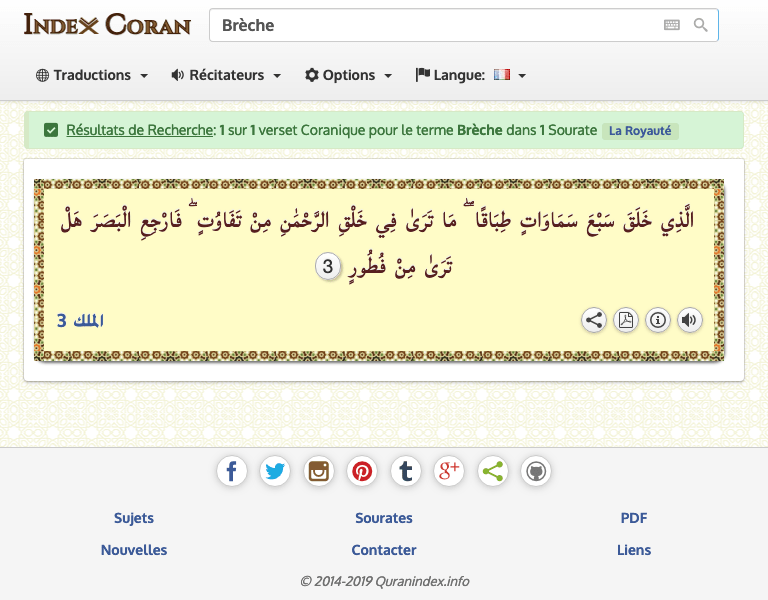 Index Coran
Brèche
Traductions Récitateurs Options Langue:
Résultats de Recherche: 1 sur 1 verset Coranique pour le terme Brèche dans 1 Sourate La Royauté
الَّذِي خَلَقَ سَبْعَ سَمَاوَاتٍ طِبَاقًا ۖ مَا تَرَىٰ فِي خَلْقِ الرَّحْمَٰنِ مِنْ تَفَاوُتٍ ۖ فَارْجِعِ الْبَصَرَ هَلْ
تَرَىٰ مِنْ فُطُورٍ 3
الملك 3
Sujets Sourates PDF
Nouvelles Contacter Liens
© 2014-2019 Quranindex.info